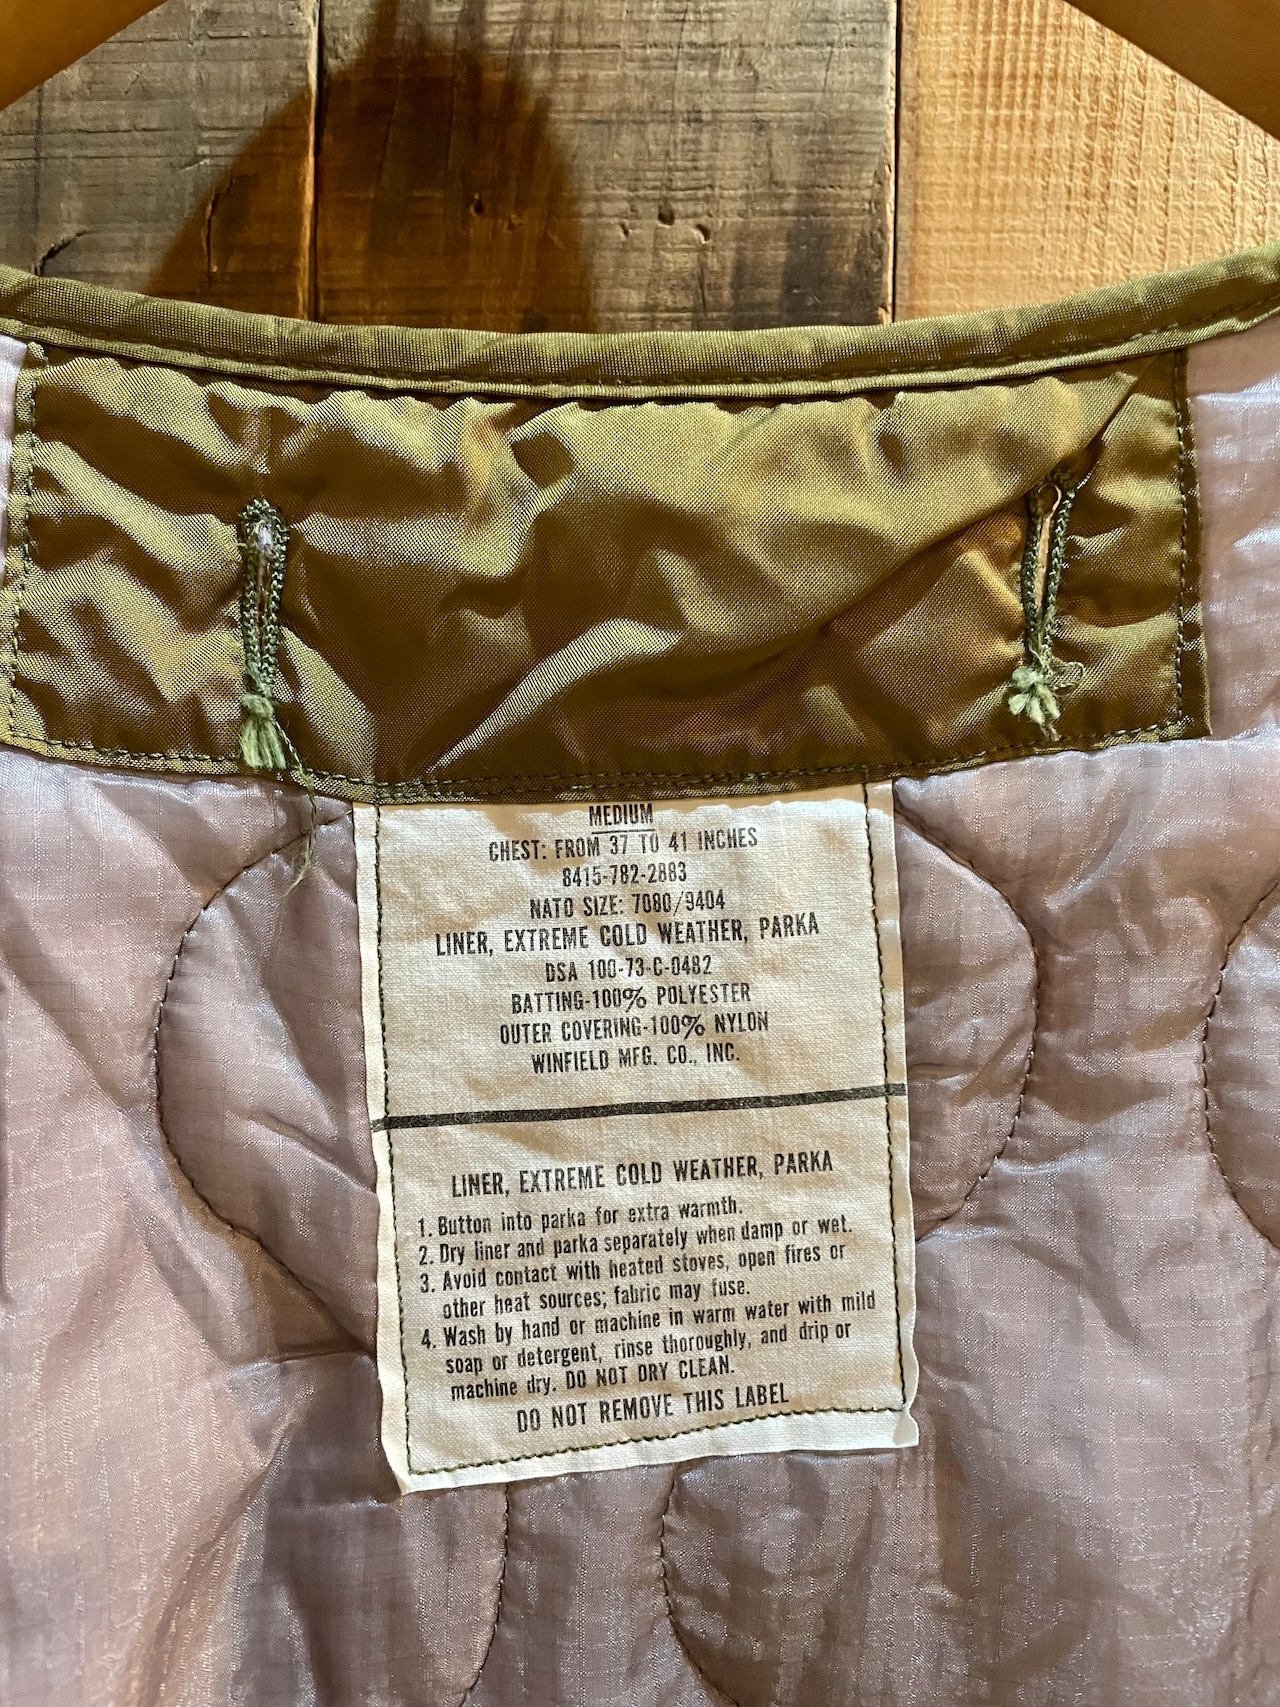 MEDIUM
CHEST: FROM 37 TO 41 INCHES
8415-782-2883
NATO SIZE: 7080/9404
LINER, EXTREME COLD WEATHER, PARKA
DSA 100-73-C-0482
BATTING-100% POLYESTER
OUTER COVERING-100% NYLON
WINFIELD MFG. CO., INC.
LINER, EXTREME COLD WEATHER, PARKA
1. Button into parka for extra warmth.
2. Dry liner and parka separately when damp or wet.
3. Avoid contact with heated stoves, open fires or
other heat sources; fabric may fuse.
4. Wash by hand or machine in warm water with mild
soap or detergent, rinse thoroughly, and drip or
machine dry. DO NOT DRY CLEAN.
DO NOT REMOVE THIS LABEL